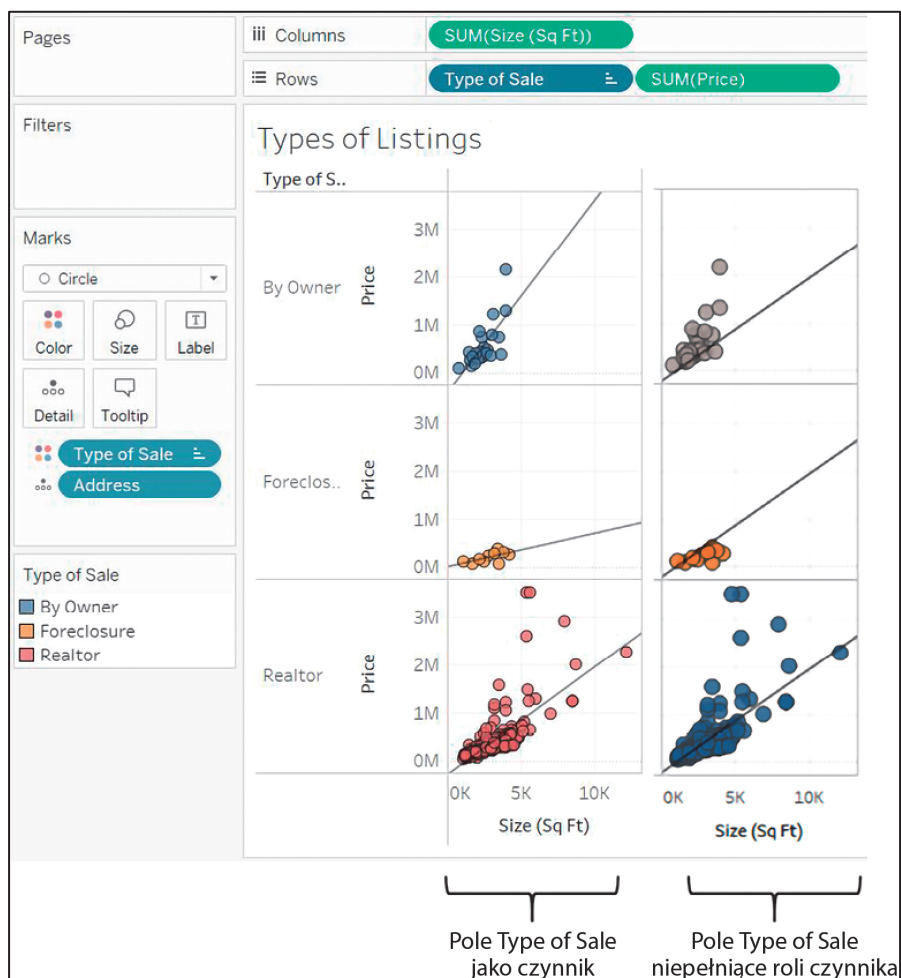 Pages
iii Columns
SUM(Size (Sq Ft))
Rows
Type of Sale
SUM(Price)
Filters
Types of Listings
Type of S..
Marks
Circle
Color
Size
Label
Detail
Tooltip
Type of Sale
Address
Type of Sale
By Owner
Foreclosure
Realtor
By Owner
Price
3M
2M
1M
0M
Foreclos..
Price
3M
2M
1M
0M
Realtor
Price
3M
2M
1M
0M
0K
5K
10K
Size (Sq Ft)
0K
5K
10K
Size (Sq Ft)
Pole Type of Sale
jako czynnik
Pole Type of Sale
niepełniące roli czynnika